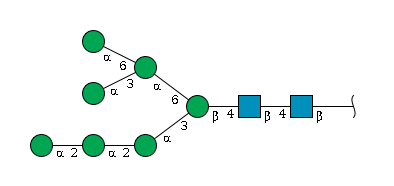 α 6
α 3 α
6
β 4 β 4 β
3
α 2 α 2 α